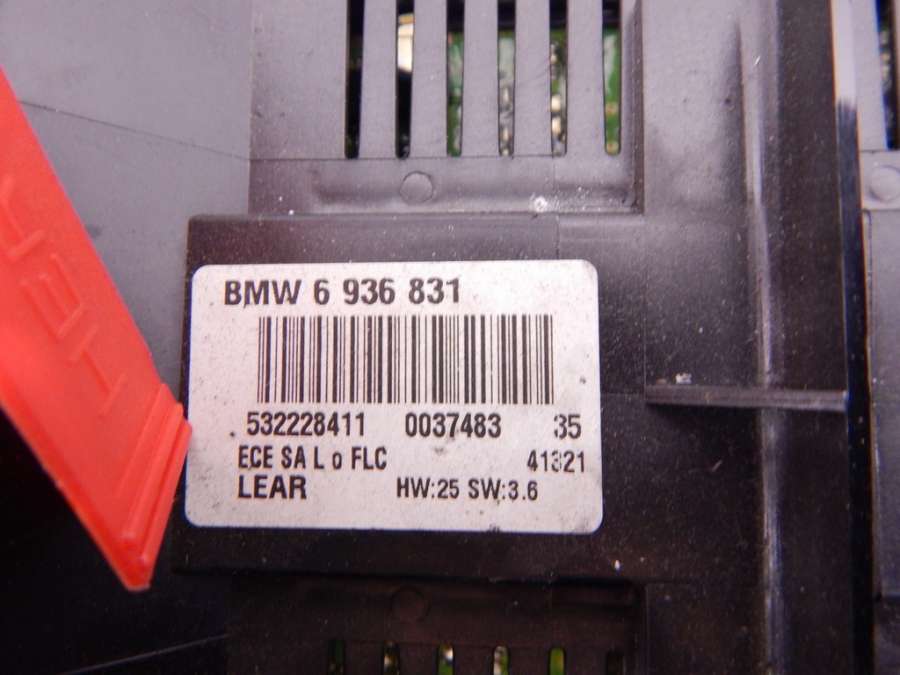 BMW 6 936 831
532228411 0037483 35
ECE SA L o FLC 41321
LEAR HW:25 SW:3.6